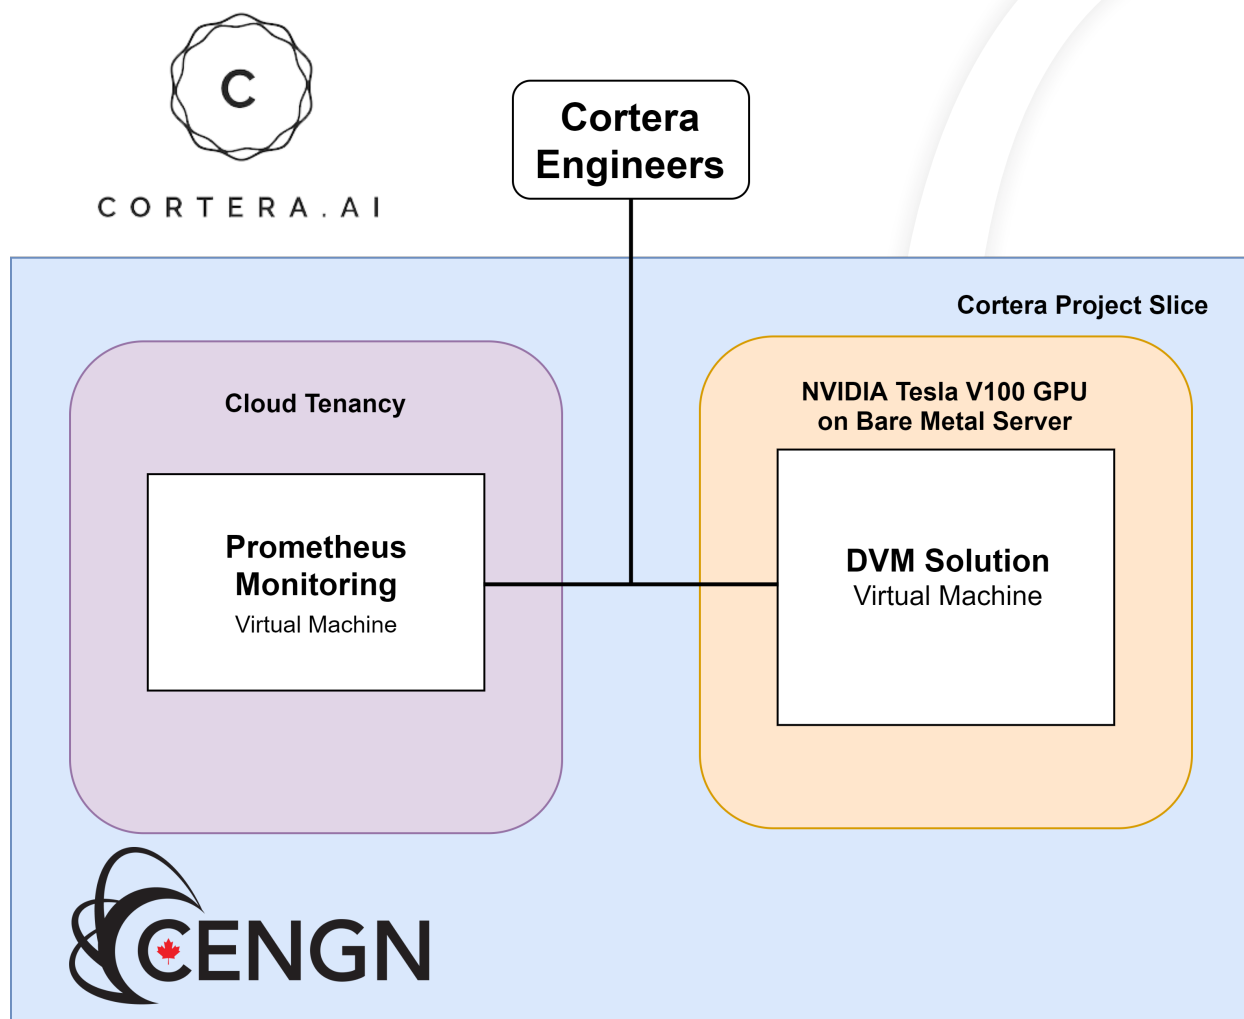 C
CORTERA.AI
Cortera
Engineers
Cortera Project Slice
Cloud Tenancy
Prometheus
Monitoring
Virtual Machine
NVIDIA Tesla V100 GPU
on Bare Metal Server
DVM Solution
Virtual Machine
CENGN